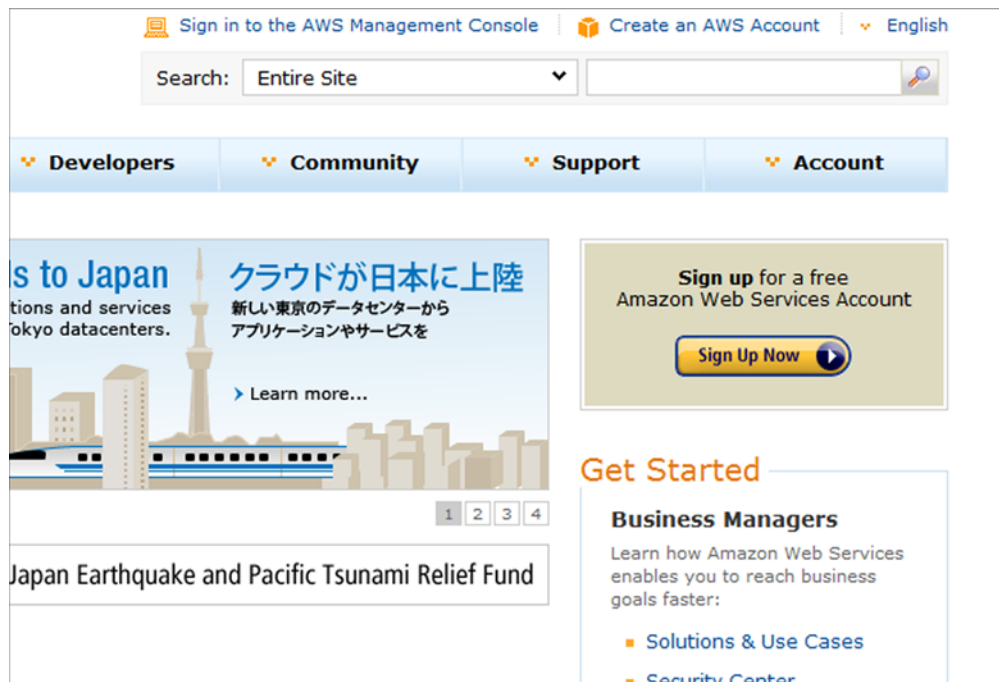 Sign in to the AWS Management Console
Create an AWS Account
English
Search:
Entire Site
Developers
Community
Support
Account
to Japan
and services
datacenters.
クラウドが日本に上陸
新しい東京のデータセンターから
アプリケーションやサービスを
Learn more...
Sign up for a free
Amazon Web Services Account
Sign Up Now
1 2 3 4
Japan Earthquake and Pacific Tsunami Relief Fund
Get Started
Business Managers
Learn how Amazon Web Services
enables you to reach business
goals faster:
Solutions & Use Cases
Security Center